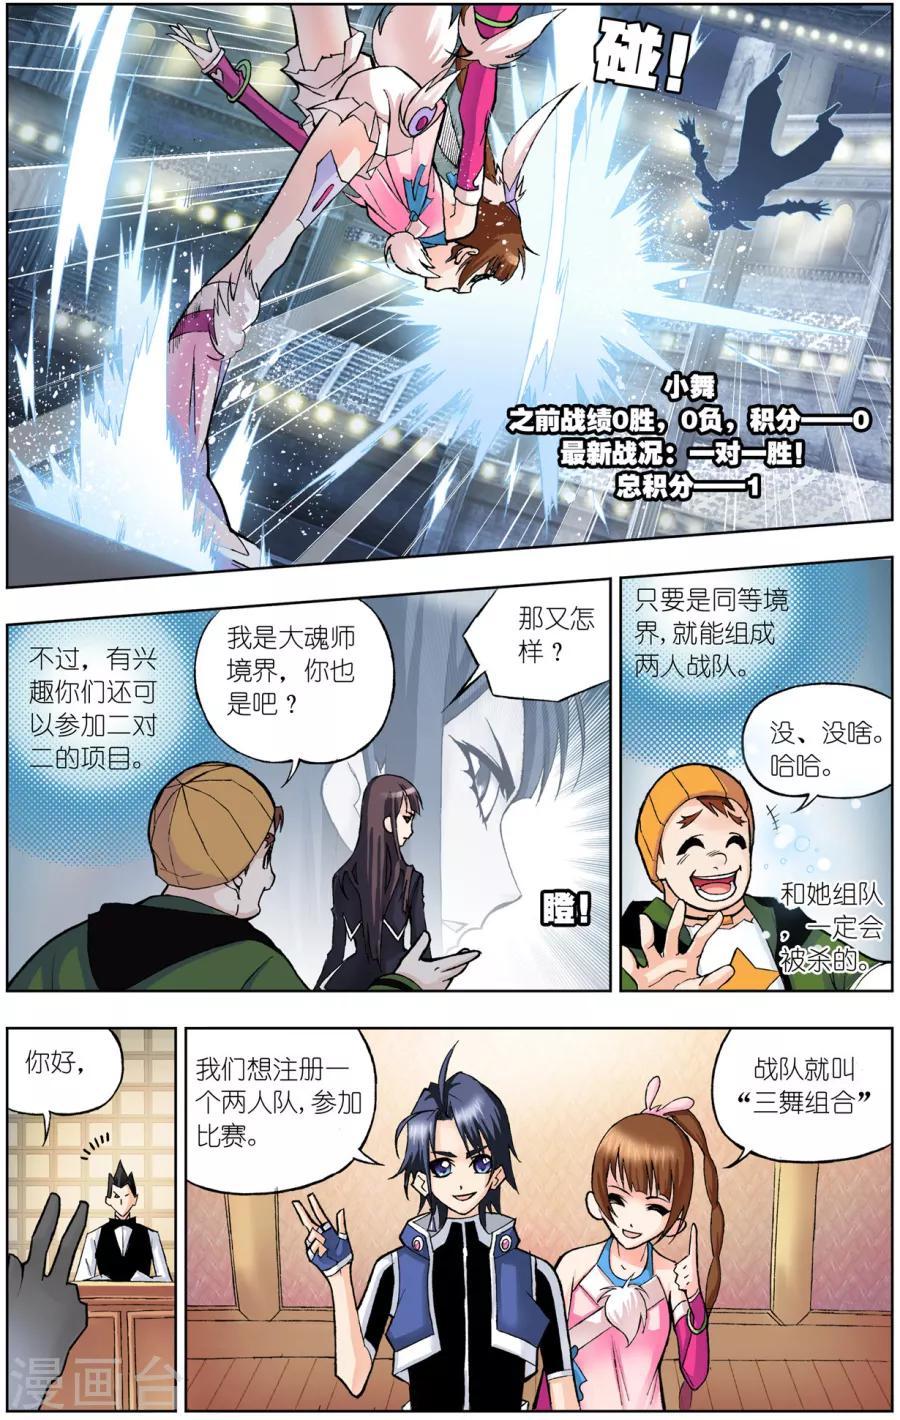 碰！
小舞
之前战绩0胜，0负，积分——0
最新战况：一对一胜！
总积分——1
不过，有兴
趣你们还可
以参加二对
二的项目。
我是大魂师
境界，你也
是吧？
那又怎
样？
瞪！
只要是同等境
界,就能组成
两人战队。
没、没啥。
哈哈。
和她组队
，一定会
被杀的。
你好，
我们想注册一
个两人队,参加
比赛。
战队就叫
“三舞组合”
漫画台